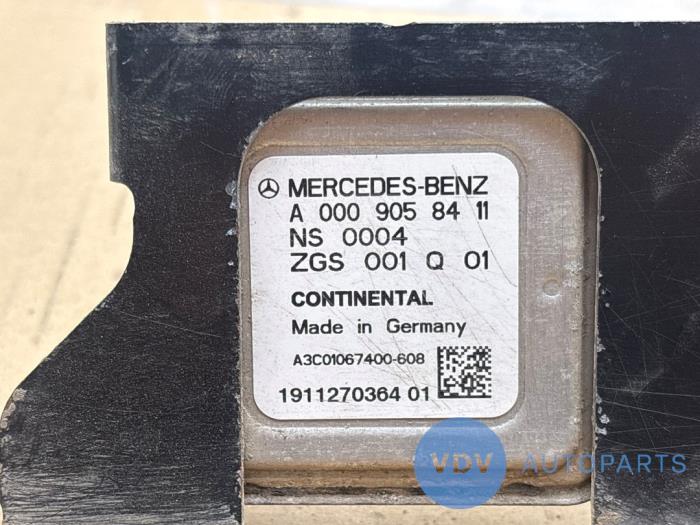 MERCEDES-BENZ
A 000 905 84 11
NS 0004
ZGS 001 Q 01
CONTINENTAL
Made in Germany
A3C01067400-608
1911270364 01
VDV AUTOPARTS